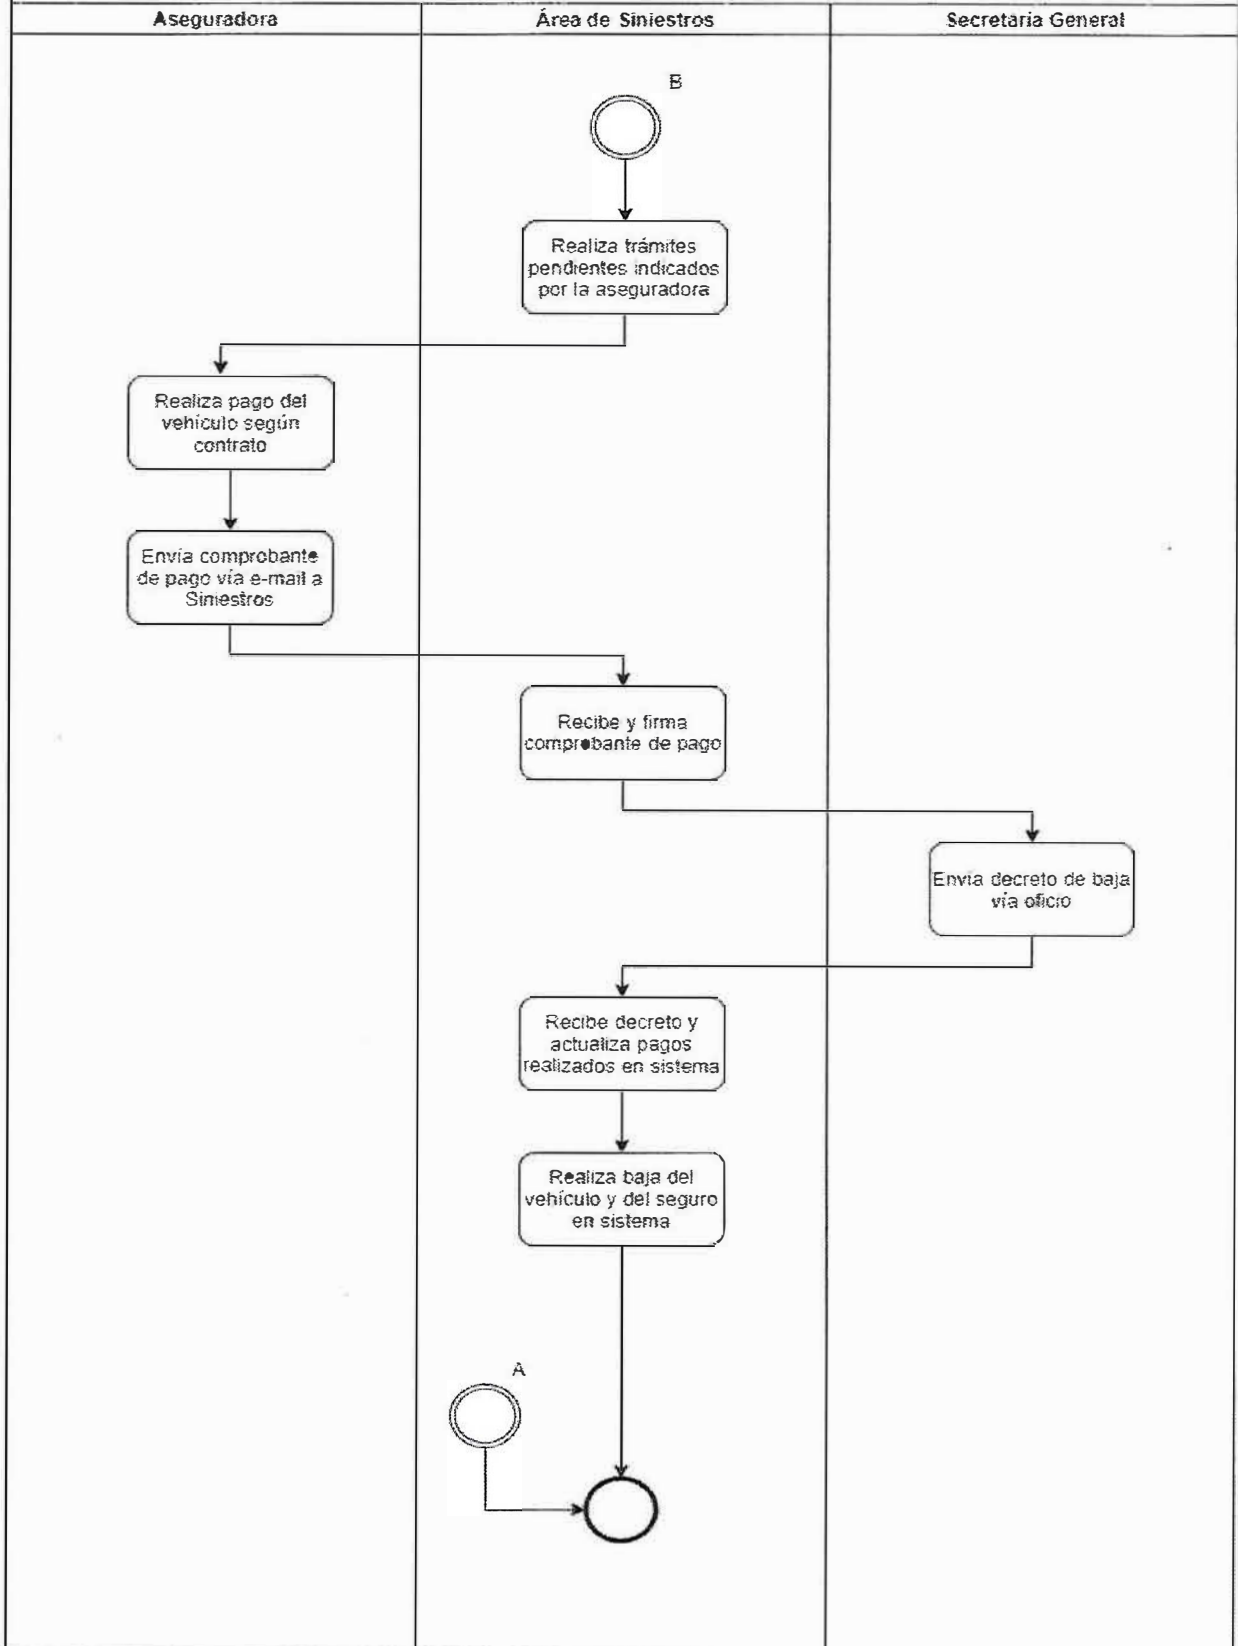 Aseguradora
Área de Siniestros
Secretaria General
B
Realiza trámites
pendientes indicados
por la aseguradora
Realiza pago del
vehículo según
contrato
Envía comprobante
de pago vía e-mail a
Siniestros
Recibe y firma
comprobante de pago
Envía decreto de baja
vía oficio
Recibe decreto y
actualiza pagos
realizados en sistema
Realiza baja del
vehículo y del seguro
en sistema
A